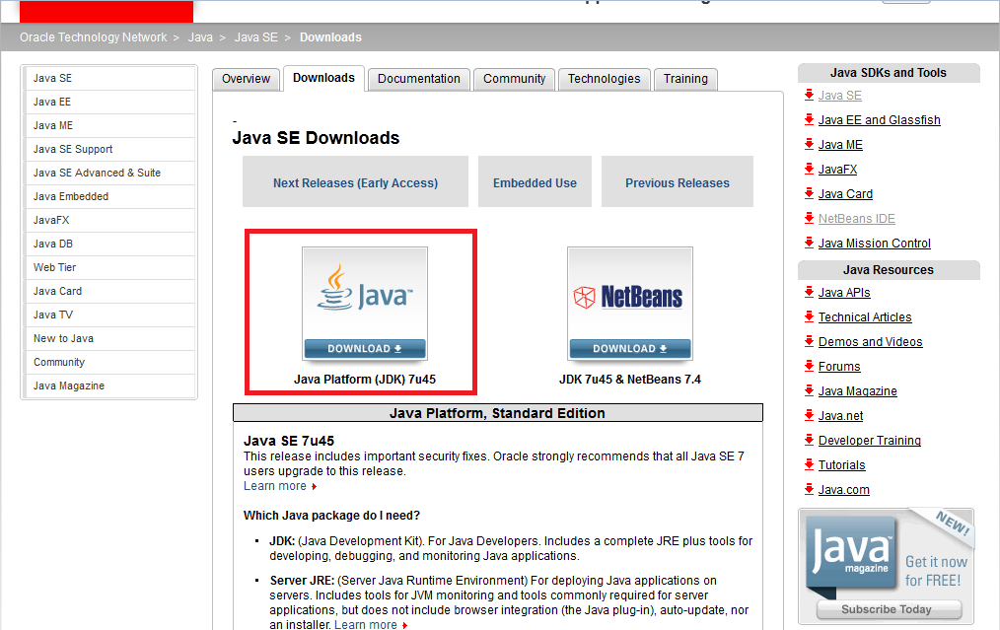 Oracle Technology Network > Java > Java SE > Downloads
Java SE
Java EE
Java ME
Java SE Support
Java SE Advanced & Suite
Java Embedded
JavaFX
Java DB
Web Tier
Java Card
Java TV
New to Java
Community
Java Magazine
Overview Downloads Documentation Community Technologies Training
-
Java SE Downloads
Next Releases (Early Access) Embedded Use Previous Releases
Java™
DOWNLOAD
Java Platform (JDK) 7u45
NetBeans
DOWNLOAD
JDK 7u45 & NetBeans 7.4
Java Platform, Standard Edition
Java SE 7u45
This release includes important security fixes. Oracle strongly recommends that all Java SE 7
users upgrade to this release.
Learn more
Which Java package do I need?
▪ JDK: (Java Development Kit). For Java Developers. Includes a complete JRE plus tools for
developing, debugging, and monitoring Java applications.
▪ Server JRE: (Server Java Runtime Environment) For deploying Java applications on
servers. Includes tools for JVM monitoring and tools commonly required for server
applications, but does not include browser integration (the Java plug-in), auto-update, nor
an installer. Learn more
Java SDKs and Tools
Java SE
Java EE and Glassfish
Java ME
JavaFX
Java Card
NetBeans IDE
Java Mission Control
Java Resources
Java APIs
Technical Articles
Demos and Videos
Forums
Java Magazine
Java.net
Developer Training
Tutorials
Java.com
NEW!
Java™
magazine
Get it now
for FREE!
Subscribe Today